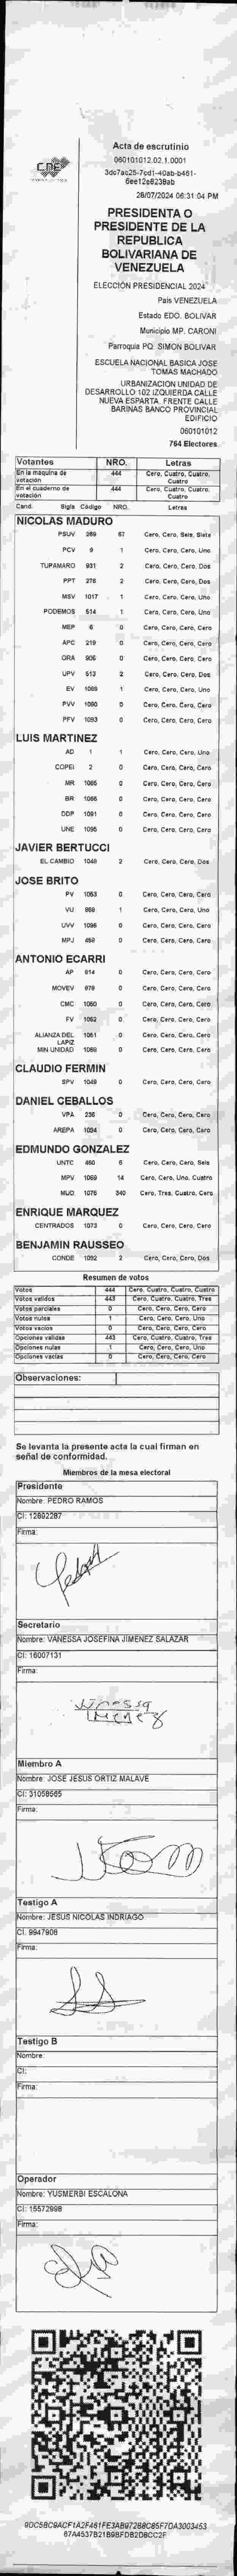 CNE
Acta de escrutinio
060101012.02.1.0001
3dc7ac25-7cd1-40ab-b461-
6ee12e8238ab
28/07/2024 06:31:04 PM
PRESIDENTA O
PRESIDENTE DE LA
REPUBLICA
BOLIVARIANA DE
VENEZUELA
ELECCIÓN PRESIDENCIAL 2024
País VENEZUELA
Estado EDO. BOLIVAR
Municipio MP. CARONI
Parroquia PQ. SIMON BOLIVAR
ESCUELA NACIONAL BASICA JOSE
TOMAS MACHADO
URBANIZACION UNIDAD DE
DESARROLLO 102 IZQUIERDA CALLE
NUEVA ESPARTA. FRENTE CALLE
BARINAS BANCO PROVINCIAL
EDIFICIO
060101012
764 Electores
Votantes NRO. Letras
En la máquina de votación 444 Cero, Cuatro, Cuatro, Cuatro
En el cuaderno de votación 444 Cero, Cuatro, Cuatro, Cuatro
Cand. Sigla Código NRO. Letras
NICOLAS MADURO
PSUV 269 67 Cero, Cero, Seis, Siete
PCV 9 1 Cero, Cero, Cero, Uno
TUPAMARO 931 2 Cero, Cero, Cero, Dos
PPT 276 2 Cero, Cero, Cero, Dos
MSV 1017 1 Cero, Cero, Cero, Uno
PODEMOS 514 1 Cero, Cero, Cero, Uno
MEP 6 0 Cero, Cero, Cero, Cero
APC 219 0 Cero, Cero, Cero, Cero
ORA 906 0 Cero, Cero, Cero, Cero
UPV 513 2 Cero, Cero, Cero, Dos
EV 1089 1 Cero, Cero, Cero, Uno
PVV 1090 0 Cero, Cero, Cero, Cero
PFV 1093 0 Cero, Cero, Cero, Cero
LUIS MARTINEZ
AD 1 1 Cero, Cero, Cero, Uno
COPEI 2 0 Cero, Cero, Cero, Cero
MR 1065 0 Cero, Cero, Cero, Cero
BR 1066 0 Cero, Cero, Cero, Cero
DDP 1091 0 Cero, Cero, Cero, Cero
UNE 1095 0 Cero, Cero, Cero, Cero
JAVIER BERTUCCI
EL CAMBIO 1048 2 Cero, Cero, Cero, Dos
JOSE BRITO
PV 1053 0 Cero, Cero, Cero, Cero
VU 869 1 Cero, Cero, Cero, Uno
UVV 1096 0 Cero, Cero, Cero, Cero
MPJ 458 0 Cero, Cero, Cero, Cero
ANTONIO ECARRI
AP 914 0 Cero, Cero, Cero, Cero
MOVEV 979 0 Cero, Cero, Cero, Cero
CMC 1050 0 Cero, Cero, Cero, Cero
FV 1052 0 Cero, Cero, Cero, Cero
ALIANZA DEL LAPIZ 1051 0 Cero, Cero, Cero, Cero
MIN UNIDAD 1089 0 Cero, Cero, Cero, Cero
CLAUDIO FERMIN
SPV 1049 0 Cero, Cero, Cero, Cero
DANIEL CEBALLOS
VPA 236 0 Cero, Cero, Cero, Cero
AREPA 1094 0 Cero, Cero, Cero, Cero
EDMUNDO GONZALEZ
UNTC 460 6 Cero, Cero, Cero, Seis
MPV 1069 14 Cero, Cero, Uno, Cuatro
MUD 1076 340 Cero, Tres, Cuatro, Cero
ENRIQUE MARQUEZ
CENTRADOS 1073 0 Cero, Cero, Cero, Cero
BENJAMIN RAUSSEO
CONDE 1092 2 Cero, Cero, Cero, Dos
Resumen de votos
Votos 444 Cero, Cuatro, Cuatro, Cuatro
Votos validos 443 Cero, Cuatro, Cuatro, Tres
Votos parciales 0 Cero, Cero, Cero, Cero
Votos nulos 1 Cero, Cero, Cero, Uno
Votos vacios 0 Cero, Cero, Cero, Cero
Opciones validas 443 Cero, Cuatro, Cuatro, Tres
Opciones nulas 1 Cero, Cero, Cero, Uno
Opciones vacias 0 Cero, Cero, Cero, Cero
Observaciones:
Se levanta la presente acta la cual firman en
señal de conformidad.
Miembros de la mesa electoral
Presidente
Nombre: PEDRO RAMOS
CI: 12892287
Firma:
Secretario
Nombre: VANESSA JOSEFINA JIMENEZ SALAZAR
CI: 16007131
Firma:
Miembro A
Nombre: JOSE JESUS ORTIZ MALAVE
CI: 31059565
Firma:
Testigo A
Nombre: JESUS NICOLAS INDRIAGO
CI: 9947908
Firma:
Testigo B
Nombre:
CI:
Firma:
Operador
Nombre: YUSMERBI ESCALONA
CI: 15572998
Firma:
9DC5BC9ACF1A2F461FE3AB972B8C85F7DA3003453
67A4537B21B9BFDB2D8CC2F